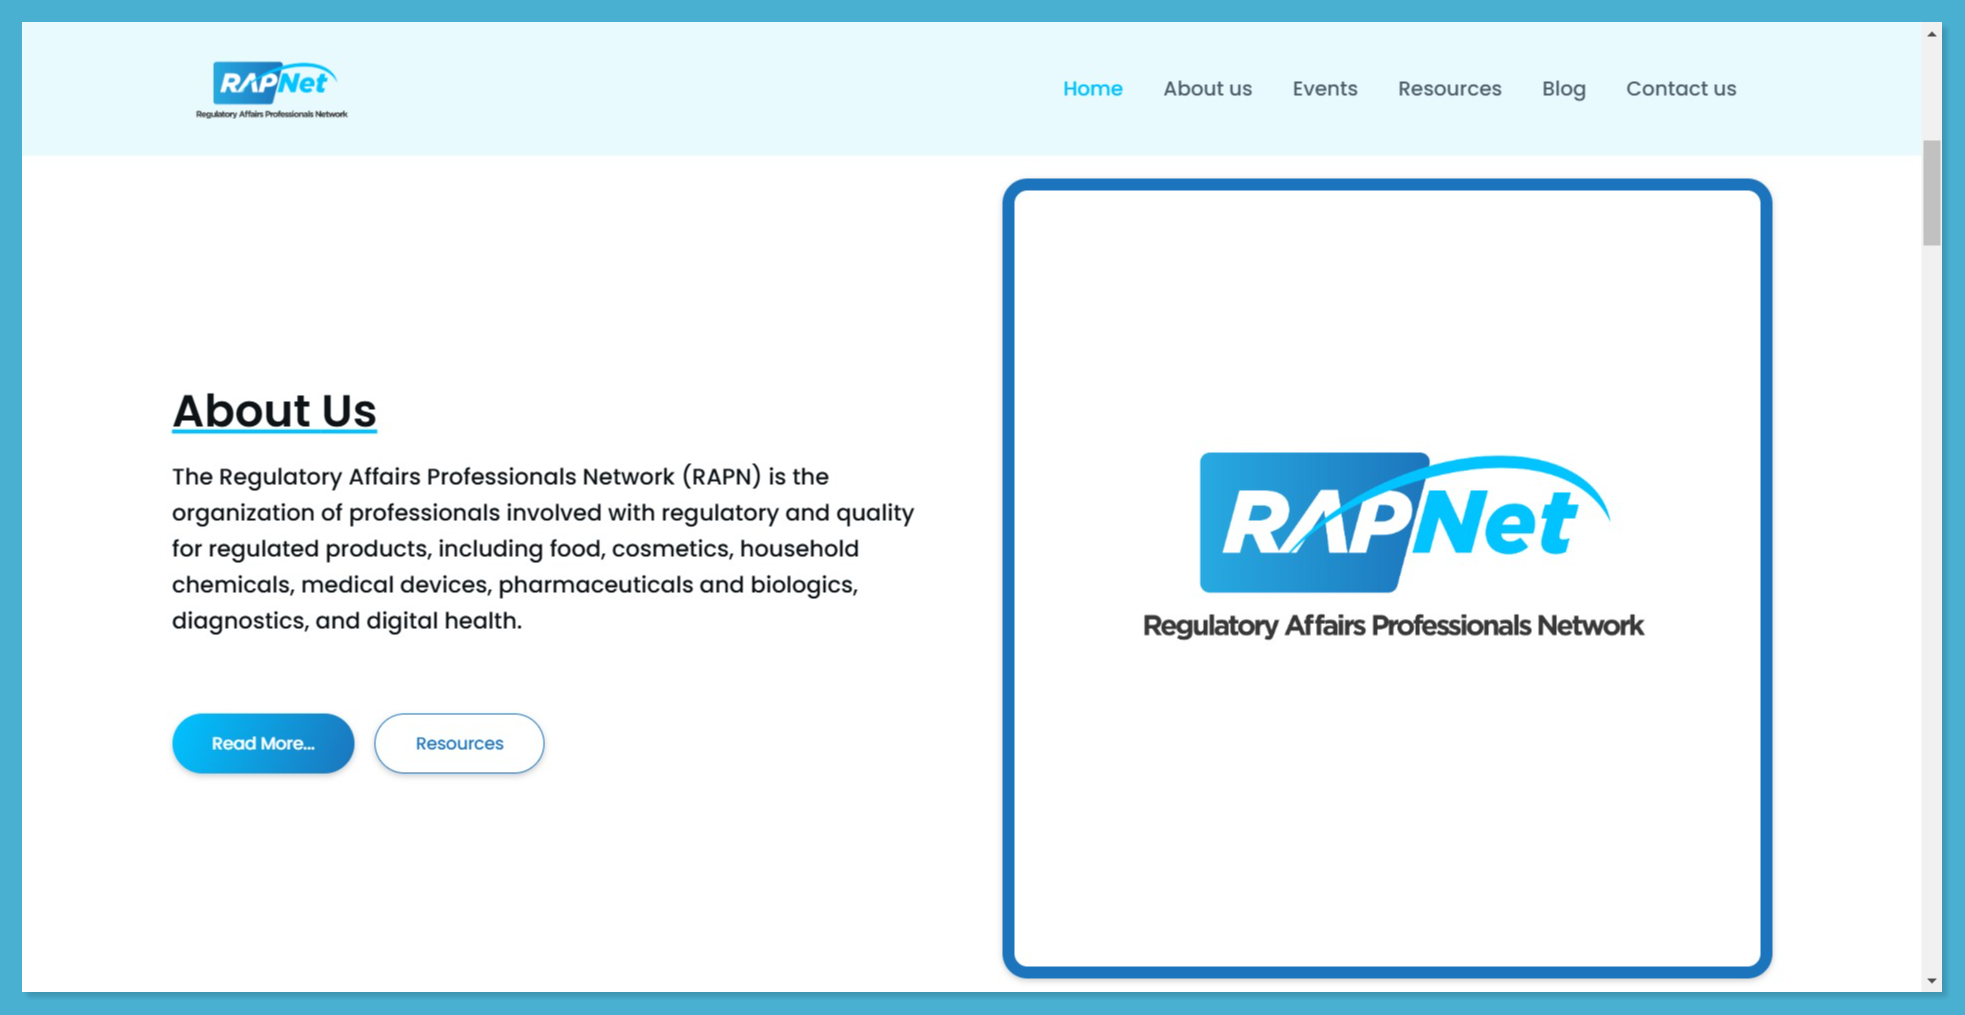 RAPNet
Regulatory Affairs Professionals Network
Home
About us
Events
Resources
Blog
Contact us
About Us
The Regulatory Affairs Professionals Network (RAPN) is the
organization of professionals involved with regulatory and quality
for regulated products, including food, cosmetics, household
chemicals, medical devices, pharmaceuticals and biologics,
diagnostics, and digital health.
Read More...
Resources
RAPNet
Regulatory Affairs Professionals Network